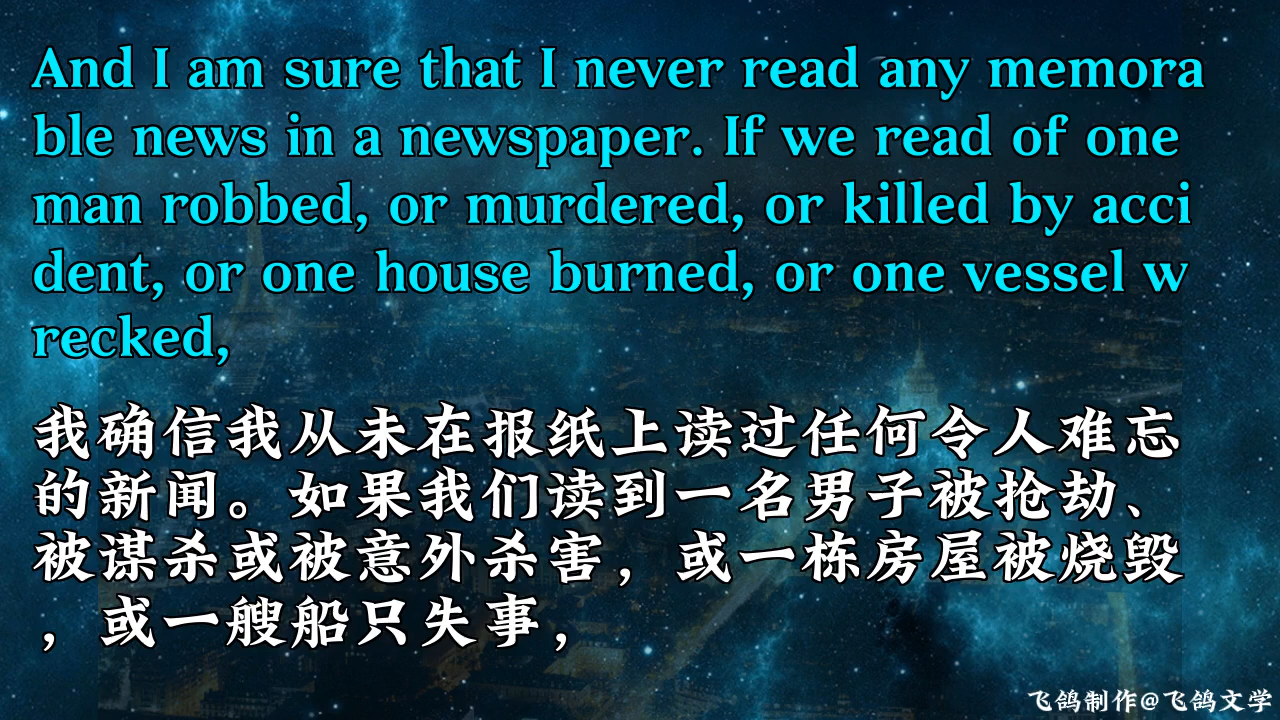 And I am sure that I never read any memora
ble news in a newspaper. If we read of one
man robbed, or murdered, or killed by acci
dent, or one house burned, or one vessel w
recked,
我确信我从未在报纸上读过任何令人难忘
的新闻。如果我们读到一名男子被抢劫、
被谋杀或被意外杀害，或一栋房屋被烧毁
，或一艘船只失事，
飞鸽制作@飞鸽文学